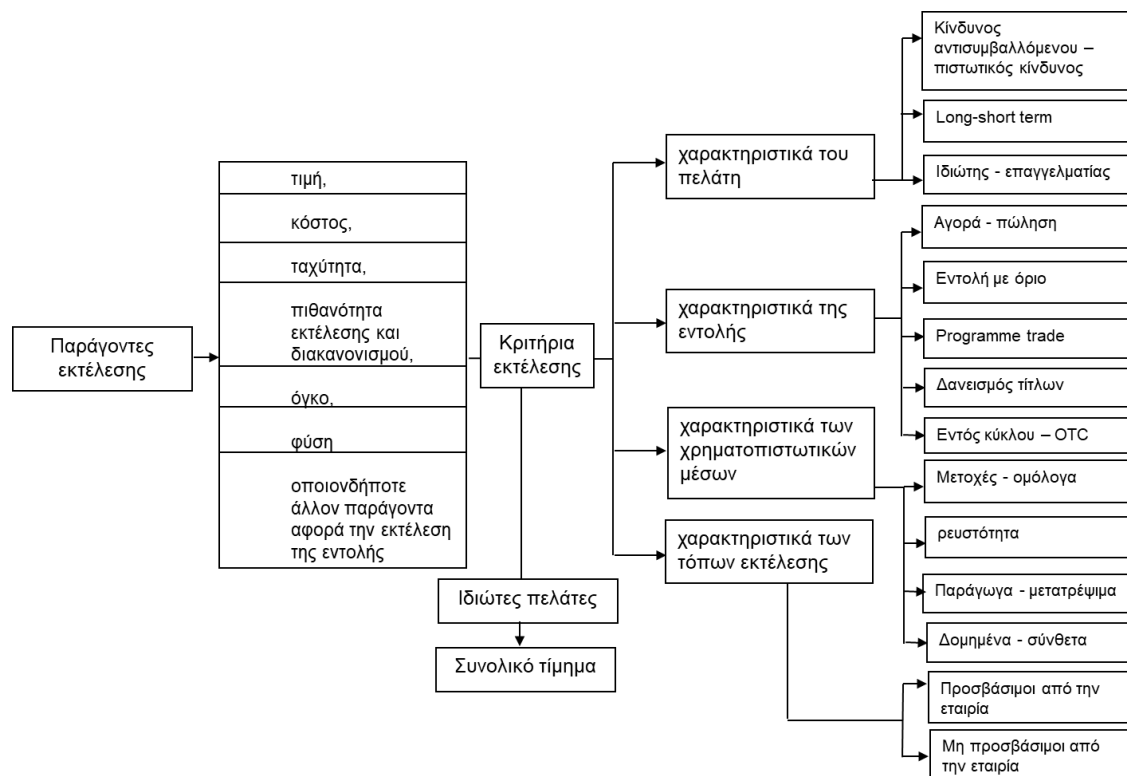 Παράγοντες
εκτέλεσης
τιμή,
κόστος,
ταχύτητα,
πιθανότητα
εκτέλεσης και
διακανονισμού,
όγκο,
φύση
οποιονδήποτε
άλλον παράγοντα
αφορά την εκτέλεση
της εντολής
Κριτήρια
εκτέλεσης
Ιδιώτες πελάτες
Συνολικό τίμημα
χαρακτηριστικά του
πελάτη
χαρακτηριστικά της
εντολής
χαρακτηριστικά των
χρηματοπιστωτικών
μέσων
χαρακτηριστικά των
τόπων εκτέλεσης
Κίνδυνος
αντισυμβαλλόμενου –
πιστωτικός κίνδυνος
Long-short term
Ιδιώτης - επαγγελματίας
Αγορά - πώληση
Εντολή με όριο
Programme trade
Δανεισμός τίτλων
Εντός κύκλου – OTC
Μετοχές - ομόλογα
ρευστότητα
Παράγωγα - μετατρέψιμα
Δομημένα - σύνθετα
Προσβάσιμοι από την
εταιρία
Μη προσβάσιμοι από
την εταιρία